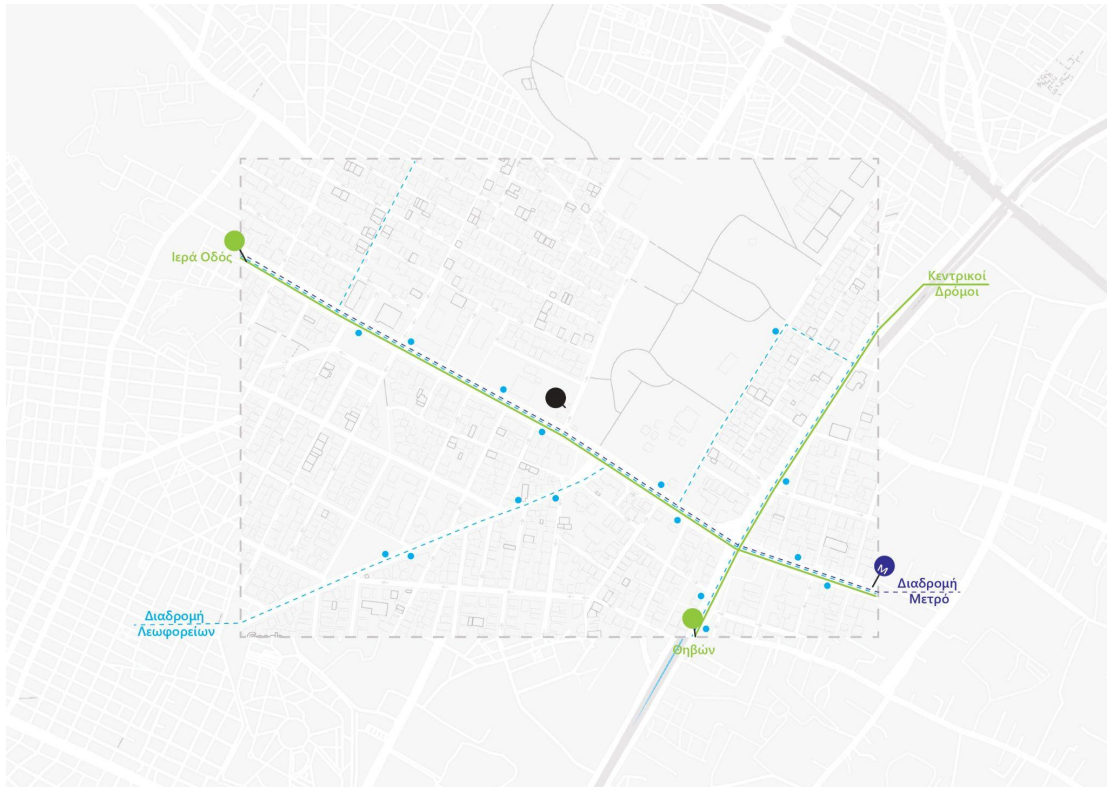 Ιερά Οδός
Κεντρικοί
Δρόμοι
M
Διαδρομή
Μετρό
Διαδρομή
Λεωφορείων
Θηβών